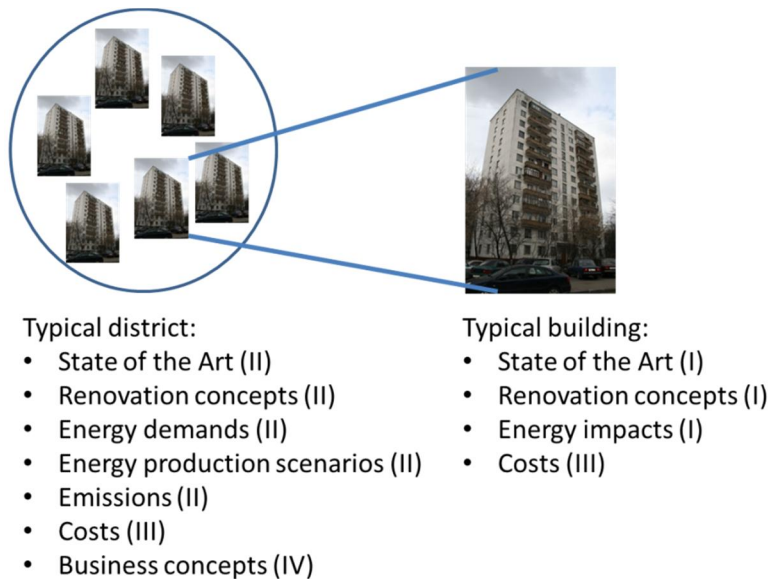 Typical district:
• State of the Art (II)
• Renovation concepts (II)
• Energy demands (II)
• Energy production scenarios (II)
• Emissions (II)
• Costs (III)
• Business concepts (IV)
Typical building:
• State of the Art (I)
• Renovation concepts (I)
• Energy impacts (I)
• Costs (III)